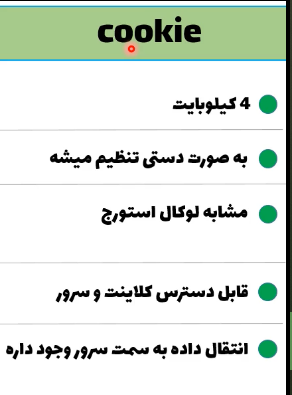 cookie
4 کیلوبایت
به صورت دستی تنظیم میشه
مشابه لوکال استورج
قابل دسترس کلاینت و سرور
انتقال داده به سمت سرور وجود داره